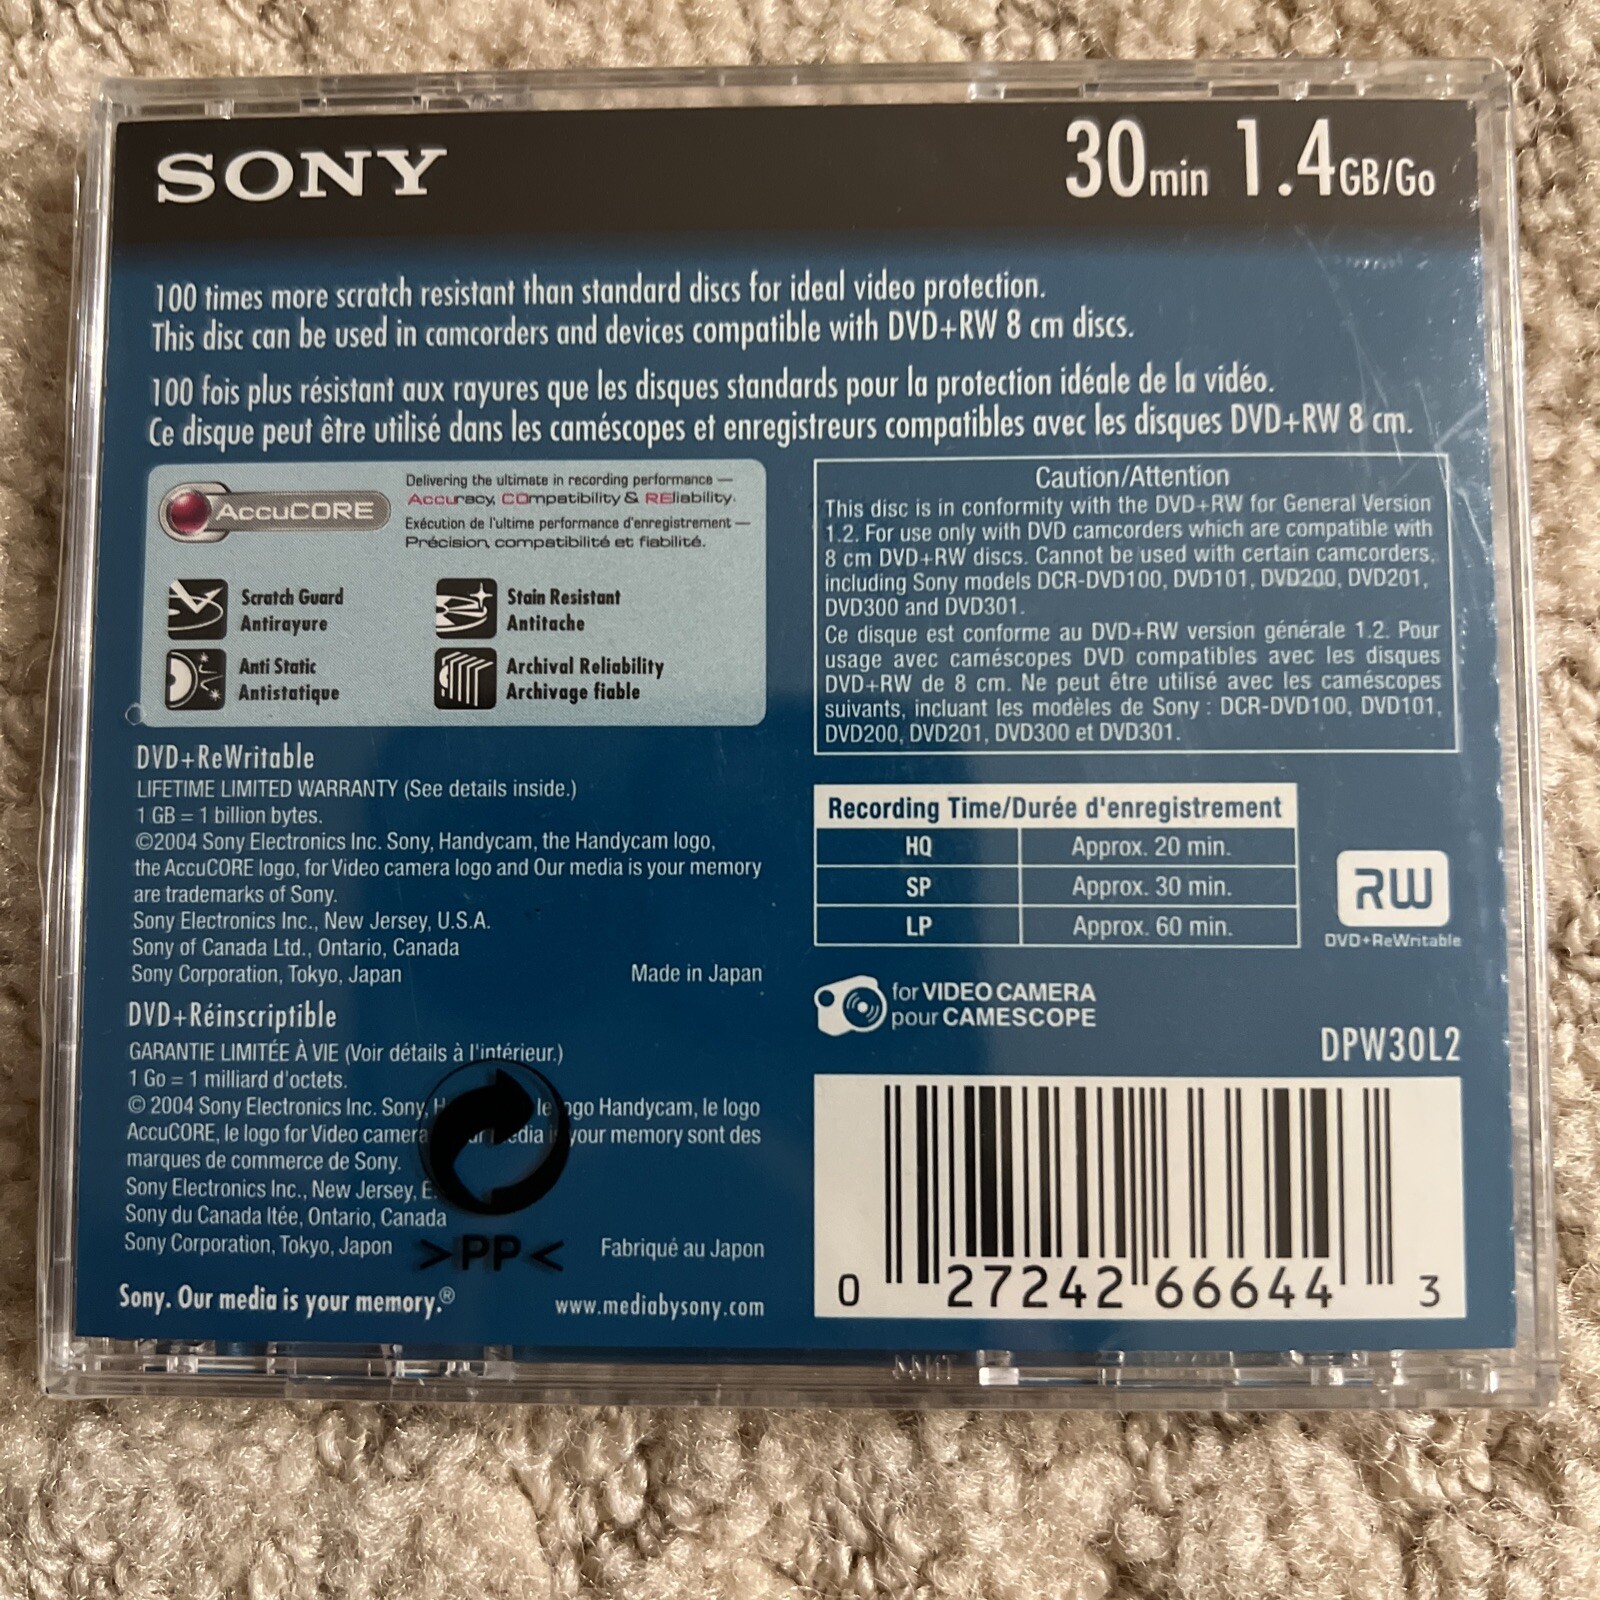 SONY
30min 1.4GB/Go
100 times more scratch resistant than standard discs for ideal video protection.
This disc can be used in camcorders and devices compatible with DVD+RW 8 cm discs.
100 fois plus résistant aux rayures que les disques standards pour la protection idéale de la vidéo.
Ce disque peut être utilisé dans les caméscopes et enregistreurs compatibles avec les disques DVD+RW 8 cm.
AccuCORE
Delivering the ultimate in recording performance —
Accuracy, COmpatibility & REliability.
Exécution de l'ultime performance d'enregistrement —
Précision, compatibilité et fiabilité.
Scratch Guard
Antirayure
Stain Resistant
Antitache
Anti Static
Antistatique
Archival Reliability
Archivage fiable
Caution/Attention
This disc is in conformity with the DVD+RW for General Version
1.2. For use only with DVD camcorders which are compatible with
8 cm DVD+RW discs. Cannot be used with certain camcorders,
including Sony models DCR-DVD100, DVD101, DVD200, DVD201,
DVD300 and DVD301.
Ce disque est conforme au DVD+RW version générale 1.2. Pour
usage avec caméscopes DVD compatibles avec les disques
DVD+RW de 8 cm. Ne peut être utilisé avec les caméscopes
suivants, incluant les modèles de Sony : DCR-DVD100, DVD101,
DVD200, DVD201, DVD300 et DVD301.
DVD+ReWritable
LIFETIME LIMITED WARRANTY (See details inside.)
1 GB = 1 billion bytes.
©2004 Sony Electronics Inc. Sony, Handycam, the Handycam logo,
the AccuCORE logo, for Video camera logo and Our media is your memory
are trademarks of Sony.
Sony Electronics Inc., New Jersey, U.S.A.
Sony of Canada Ltd., Ontario, Canada
Sony Corporation, Tokyo, Japan
Made in Japan
DVD+Réinscriptible
GARANTIE LIMITÉE À VIE (Voir détails à l'intérieur.)
1 Go = 1 milliard d'octets.
© 2004 Sony Electronics Inc. Sony, le Handycam, le logo
AccuCORE, le logo for Video camera your memory sont des
marques de commerce de Sony.
Sony Electronics Inc., New Jersey,
Sony du Canada ltée, Ontario, Canada
Sony Corporation, Tokyo, Japon
>PP<
Fabriqué au Japon
Sony. Our media is your memory.®
www.mediabysony.com
Recording Time/Durée d'enregistrement
HQ Approx. 20 min.
SP Approx. 30 min.
LP Approx. 60 min.
RW
DVD+ReWritable
for VIDEO CAMERA
pour CAMESCOPE
DPW30L2
0 27242 66644 3